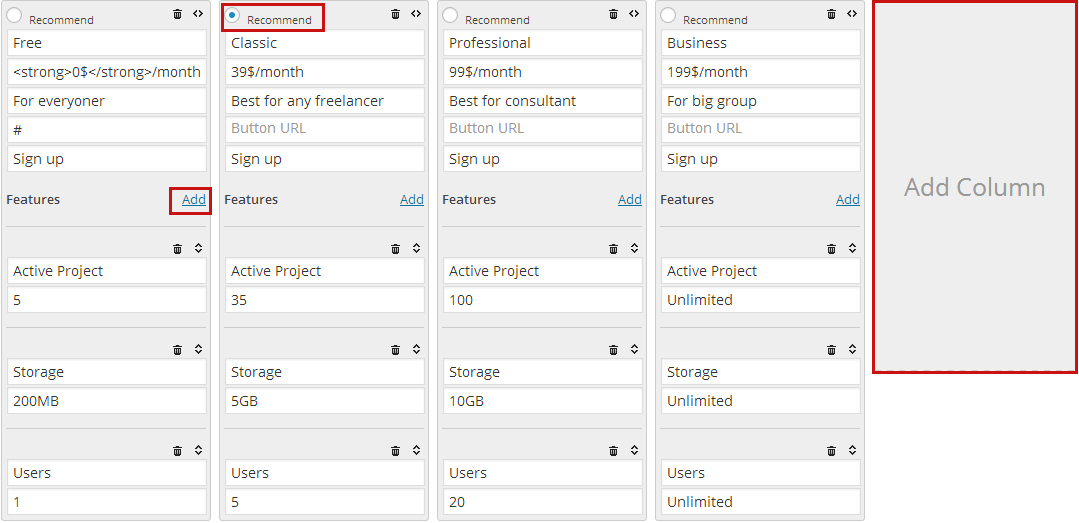 Recommend
Free
<strong>0$</strong>/month
For everyoner
#
Sign up
Features Add
Active Project
5
Storage
200MB
Users
1
Recommend
Classic
39$/month
Best for any freelancer
Button URL
Sign up
Features Add
Active Project
35
Storage
5GB
Users
5
Recommend
Professional
99$/month
Best for consultant
Button URL
Sign up
Features Add
Active Project
100
Storage
10GB
Users
20
Recommend
Business
199$/month
For big group
Button URL
Sign up
Features Add
Active Project
Unlimited
Storage
Unlimited
Users
Unlimited
Add Column